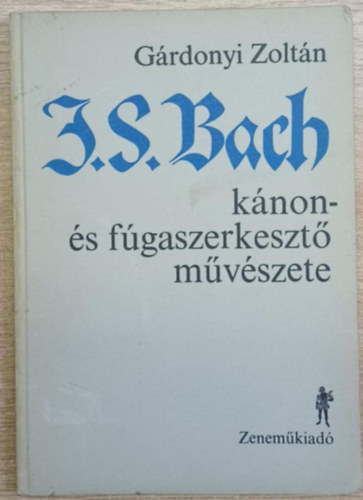 Gárdonyi Zoltán
J.S. Bach
kánon-
és fúgaszerkesztő
művészete
Zeneműkiadó